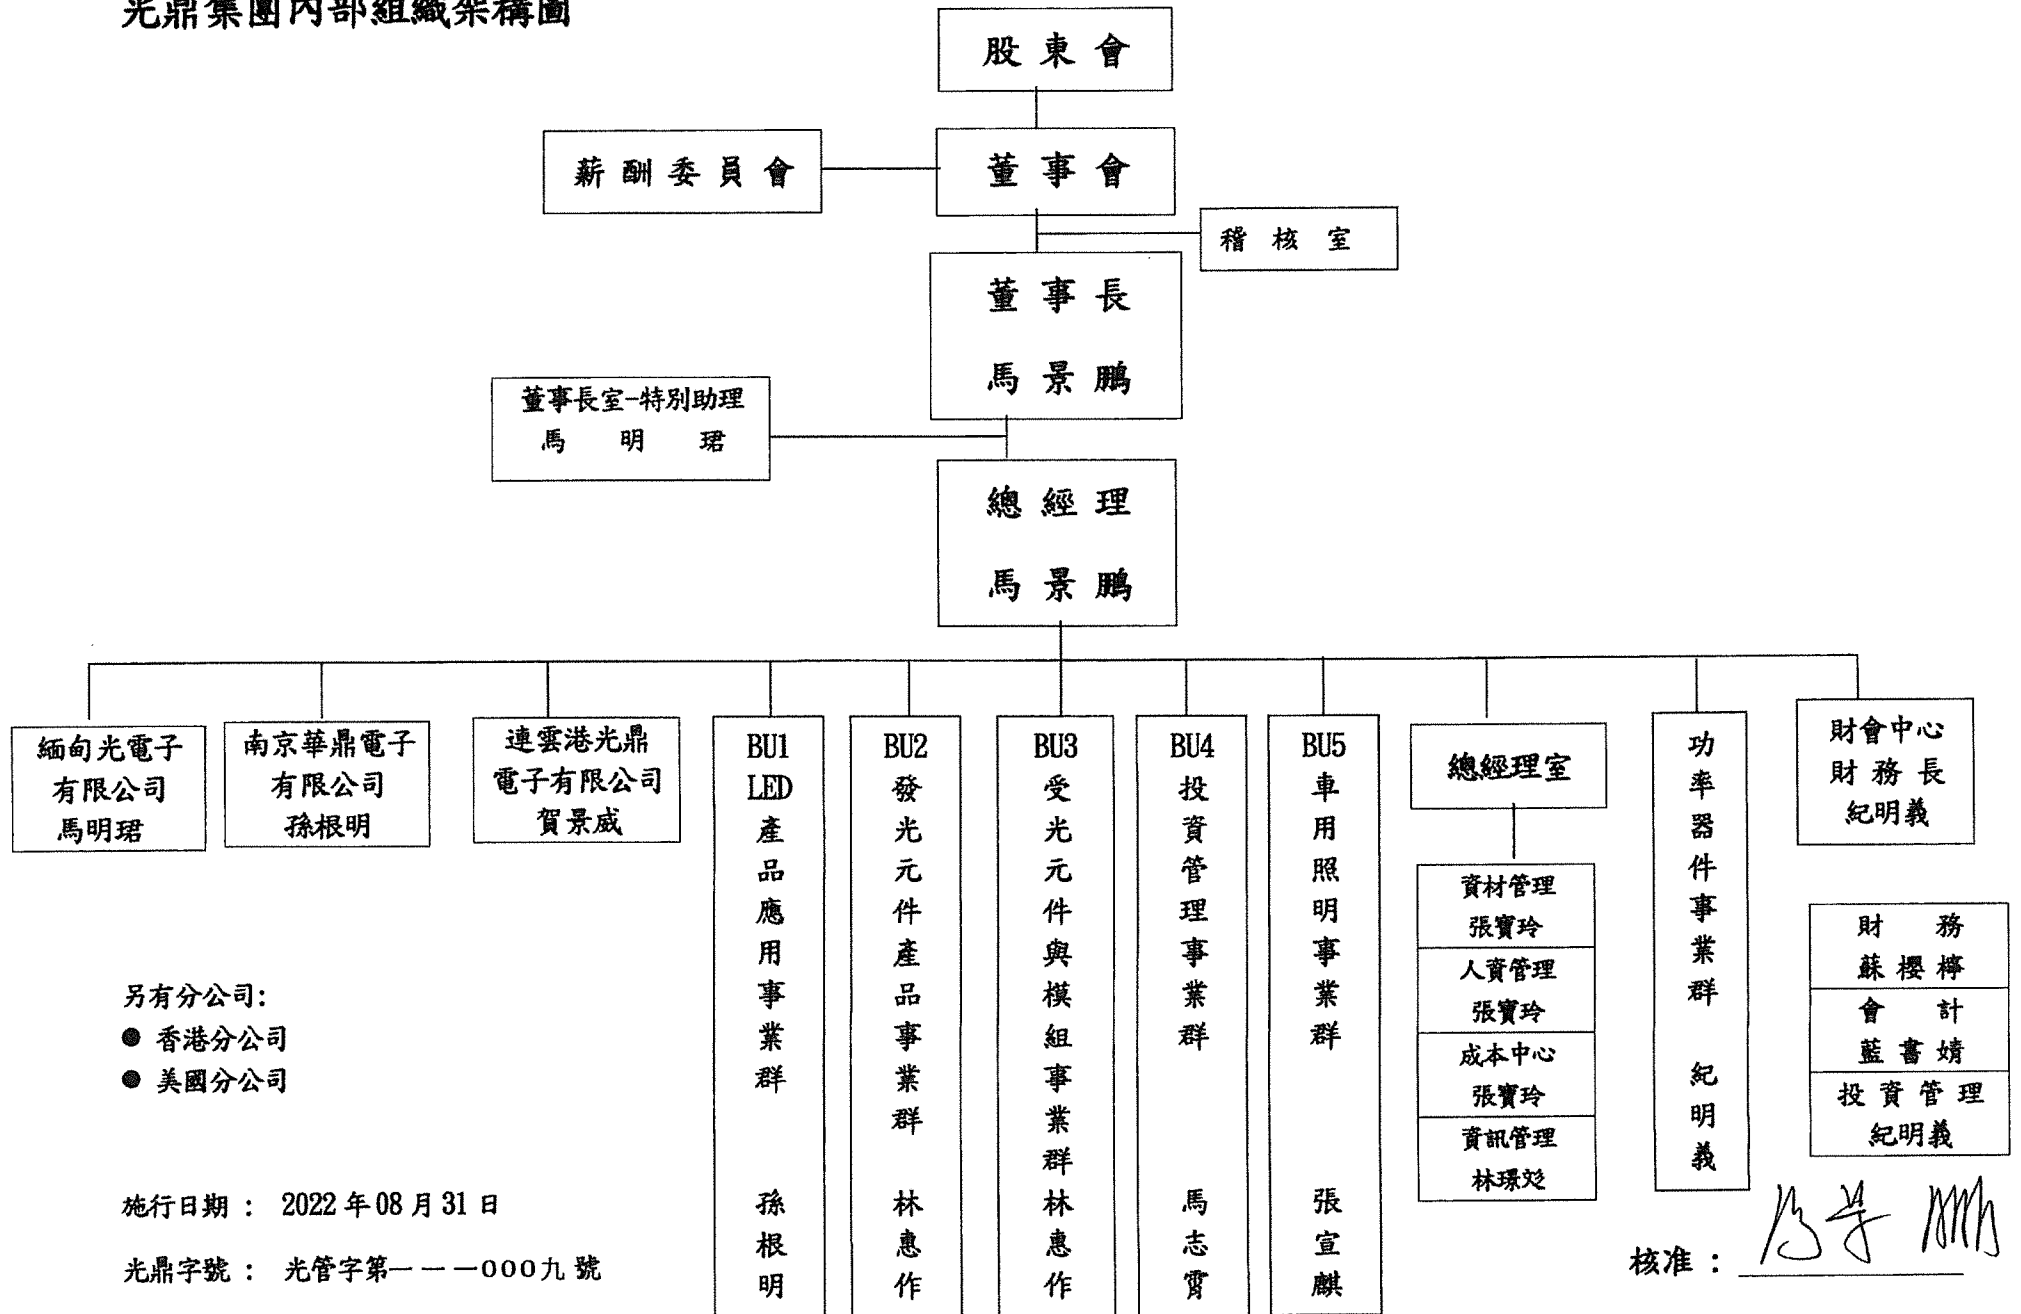 光鼎集團內部組織架構圖
股東會
薪酬委員會
董事會
稽核室
董事長
馬景鵬
董事長室-特別助理
馬明珺
總經理
馬景鵬
緬甸光電子
有限公司
馬明珺
南京華鼎電子
有限公司
孫根明
連雲港光鼎
電子有限公司
賀景威
BU1
LED
產品應用事業群
孫根明
BU2
發光元件產品事業群
林惠作
BU3
受光元件與模組事業群
林惠作
BU4
投資管理事業群
馬志霄
BU5
車用照明事業群
張宣麒
總經理室
資材管理
張寶玲
人資管理
張寶玲
成本中心
張寶玲
資訊管理
林璟彣
功率器件事業群
紀明義
財會中心
財務長
紀明義
財務
蘇櫻檸
會計
藍書婧
投資管理
紀明義
另有分公司:
● 香港分公司
● 美國分公司
施行日期 : 2022年08月31日
光鼎字號 : 光管字第一一一000九號
核准 : 馬景鵬